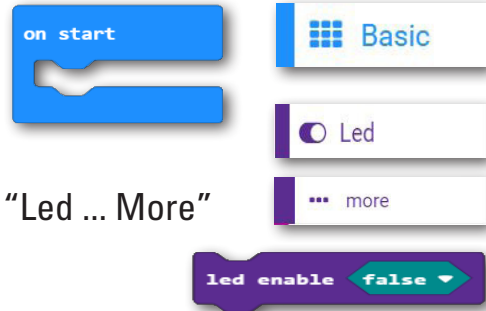 on start
Basic
Led
more
“Led ... More”
led enable false